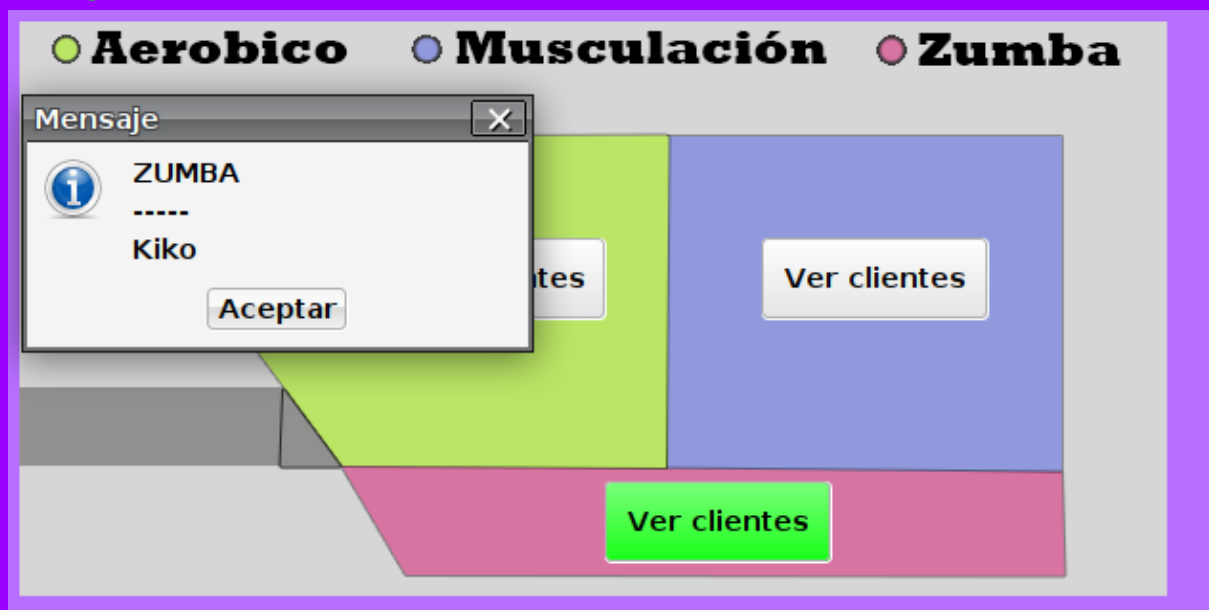 Aerobico Musculación Zumba
Mensaje
ZUMBA
-----
Kiko
Aceptar
Ver clientes
Ver clientes